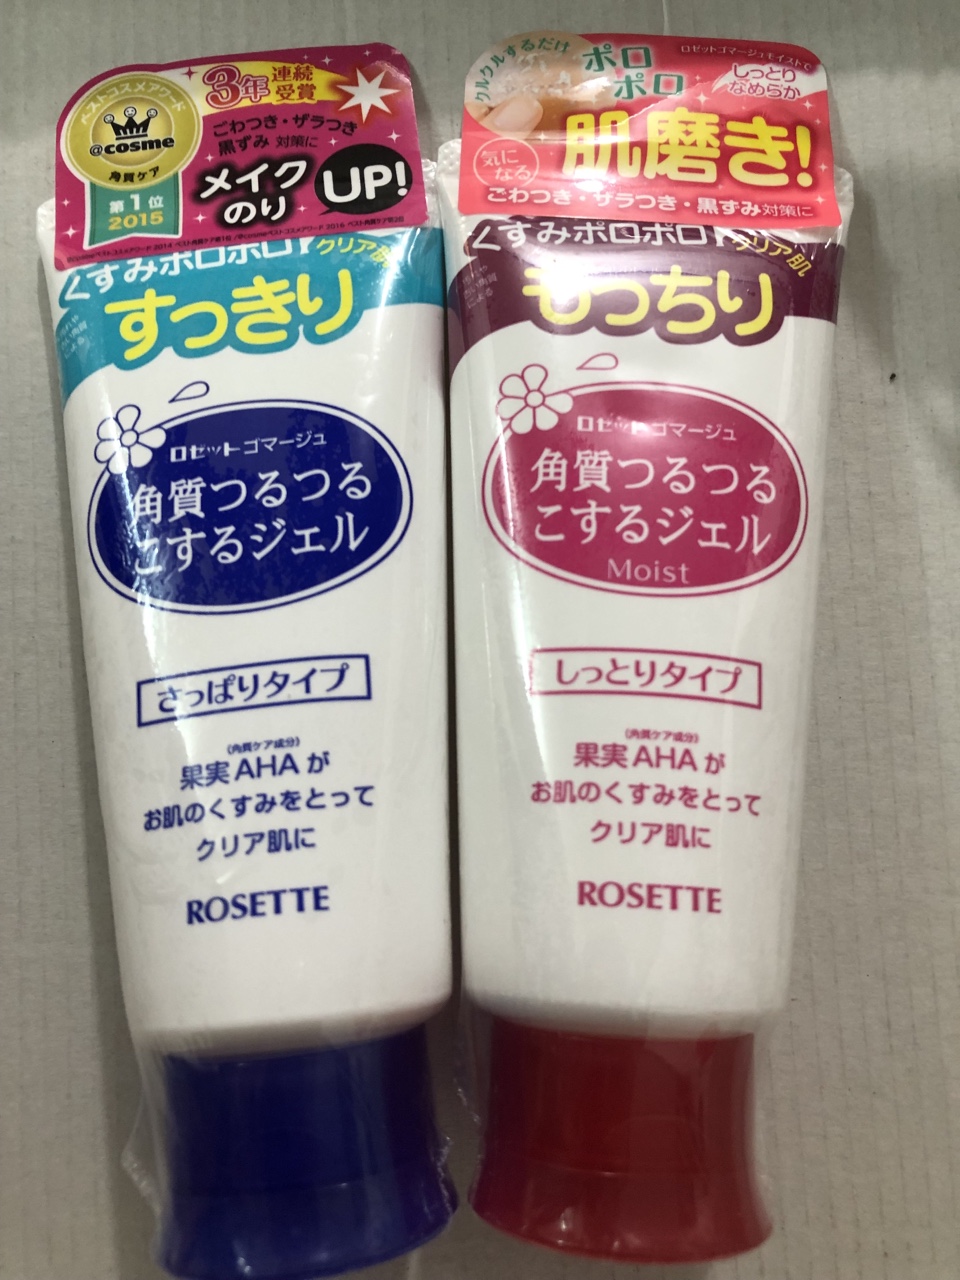 ベストコスメアワード
@cosme
角質ケア
第1位
2015
3年連続受賞
ごわつき・ザラつき
黒ずみ対策に
メイク
のり
UP!
くすみポロポロ
クリア肌
すっきり
ロゼットゴマージュ
角質つるつる
こするジェル
さっぱりタイプ
(角質ケア成分)
果実AHAが
お肌のくすみをとって
クリア肌に
ROSETTE
クルクルするだけ
ポロ
ポロ
ロゼットゴマージュモイストで
しっとり
なめらか
気に
なる
肌磨き!
ごわつき・ザラつき・黒ずみ対策に
くすみポロポロ
クリア肌
もっちり
ロゼットゴマージュ
角質つるつる
こするジェル
Moist
しっとりタイプ
(角質ケア成分)
果実AHAが
お肌のくすみをとって
クリア肌に
ROSETTE